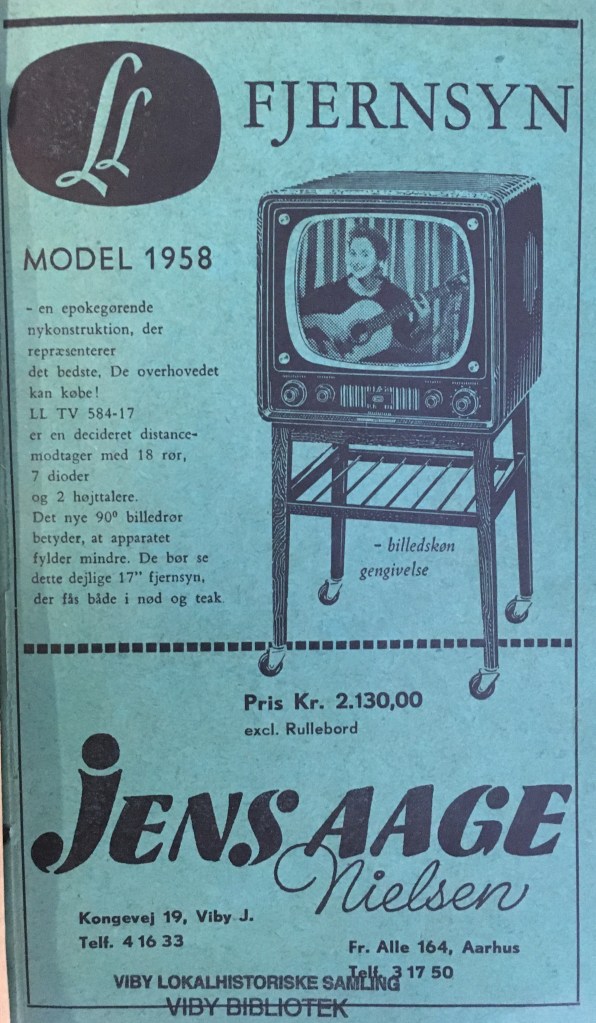 LL
FJERNSYN
MODEL 1958
- en epokegørende
nykonstruktion, der
repræsenterer
det bedste, De overhovedet
kan købe!
LL TV 584-17
er en decideret distance-
modtager med 18 rør,
7 dioder
og 2 højttalere.
Det nye 90° billedrør
betyder, at apparatet
fylder mindre. De bør se
dette dejlige 17" fjernsyn,
der fås både i nød og teak
- billedskøn
gengivelse
Pris Kr. 2.130,00
excl. Rullebord
jENS AAGE
Nielsen
Kongevej 19, Viby J.
Telf. 4 16 33
Fr. Alle 164, Aarhus
Telf. 3 17 50
VIBY LOKALHISTORISKE SAMLING
VIBY BIBLIOTEK